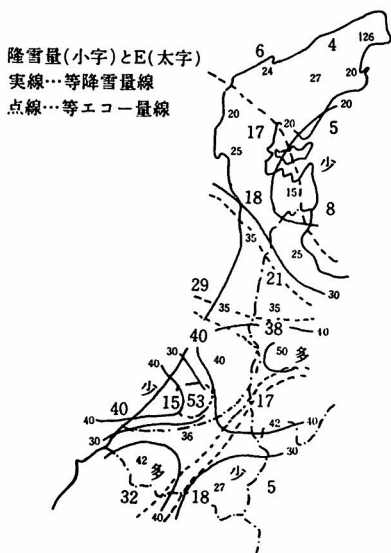 隆雪量(小字)とE(太字)
実線…等降雪量線
点線…等エコー量線
6 4 126
24 27 20
20 17 20 20 5
25 少
18 15 8
35 25
21
29 35 35 30
40 38 40
30 40 50 多
40 少
40 15 53 17
40 42 40
30 36
42 多 30
32 18 少 5
40 27